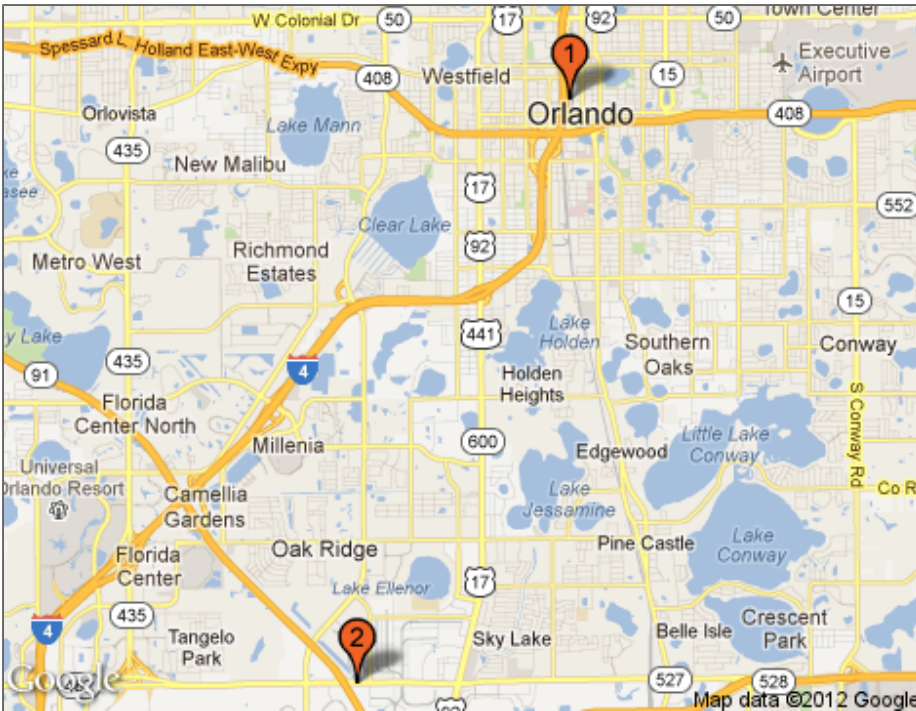 W Colonial Dr
50
17
92
Town Center
Spessard L. Holland East-West Expy
1
Executive
Airport
408
Westfield
15
Orlovista
Orlando
408
Lake Mann
435
New Malibu
17
552
Clear Lake
92
Metro West
Richmond
Estates
15
y Lake
441
Lake
Holden
Southern
Oaks
Conway
435
4
91
Holden
Heights
S Conway Rd
Florida
Center North
Millenia
600
Edgewood
Little Lake
Conway
Universal
Orlando Resort
Camellia
Gardens
Lake
Jessamine
Co R
Oak Ridge
Pine Castle
Lake
Conway
Florida
Center
Lake Ellenor
17
435
4
Tangelo
Park
2
Sky Lake
Belle Isle
Crescent
Park
Google
527
528
Map data ©2012 Google